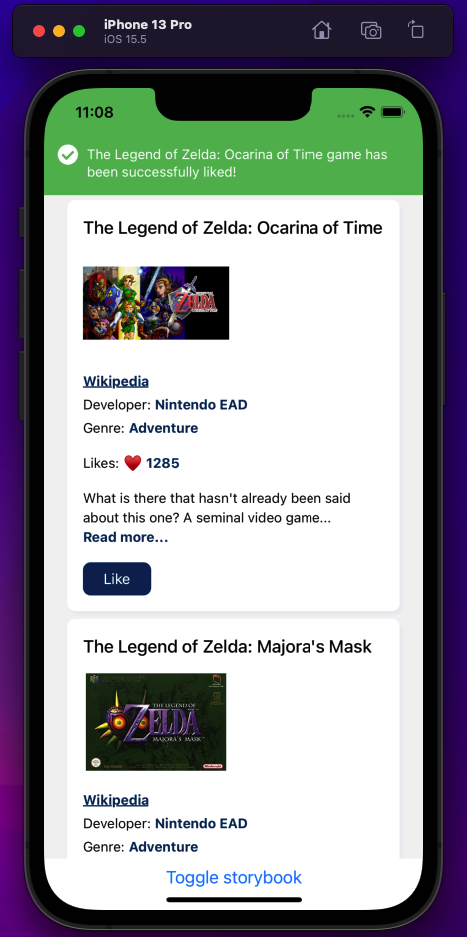 iPhone 13 Pro
iOS 15.5
11:08
The Legend of Zelda: Ocarina of Time game has
been successfully liked!
The Legend of Zelda: Ocarina of Time
ZELDA
Wikipedia
Developer: Nintendo EAD
Genre: Adventure
Likes: ❤️ 1285
What is there that hasn't already been said
about this one? A seminal video game...
Read more...
Like
The Legend of Zelda: Majora's Mask
THE LEGEND OF
ZELDA
MAJORA'S MASK
Nintendo
Wikipedia
Developer: Nintendo EAD
Genre: Adventure
Toggle storybook